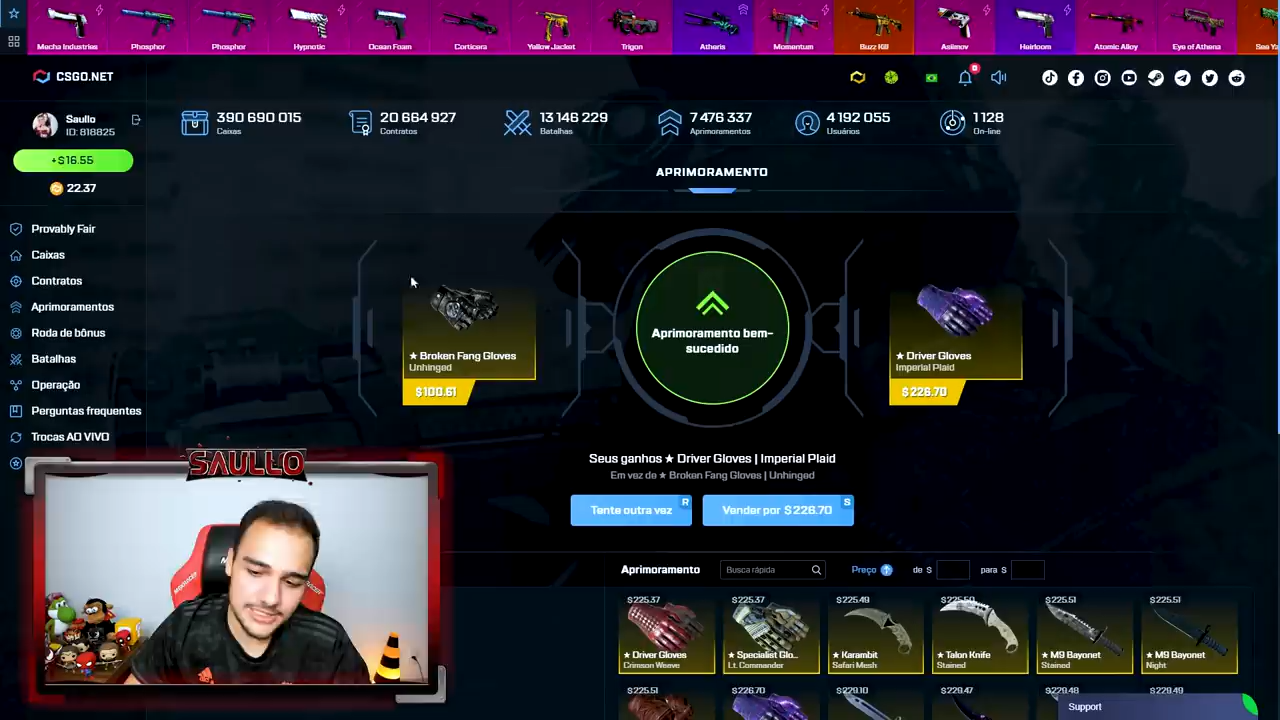 Mecha Industries
Phosphor
Phosphor
Hypnotic
Ocean Foam
Corticera
Yellow Jacket
Trigon
Atheris
Momentum
Buzz Kill
Asiimov
Heirloom
Atomic Alloy
Eye of Athena
CSGO.NET
Saullo
ID: 818825
+$16.55
22.37
390 690 015
Caixas
20 664 927
Contratos
13 146 229
Batalhas
7 476 337
Aprimoramentos
4 192 055
Usuários
1 128
On-line
Provably Fair
Caixas
Contratos
Aprimoramentos
Roda de bônus
Batalhas
Operação
Perguntas frequentes
Trocas AO VIVO
APRIMORAMENTO
★ Broken Fang Gloves
Unhinged
$100.61
Aprimoramento bem-
sucedido
★ Driver Gloves
Imperial Plaid
$226.70
Seus ganhos ★ Driver Gloves | Imperial Plaid
Em vez de ★ Broken Fang Gloves | Unhinged
Tente outra vez R
Vender por $226.70 S
SAULLO
Aprimoramento
Busca rápida
Preço
de $
para $
$225.37
★ Driver Gloves
Crimson Weave
$225.37
★ Specialist Glo...
Lt. Commander
$225.49
★ Karambit
Safari Mesh
★ Talon Knife
Stained
$225.51
★ M9 Bayonet
Stained
$225.51
★ M9 Bayonet
Night
$225.51
$226.70
$229.10
$229.47
$229.48
$229.49
Support